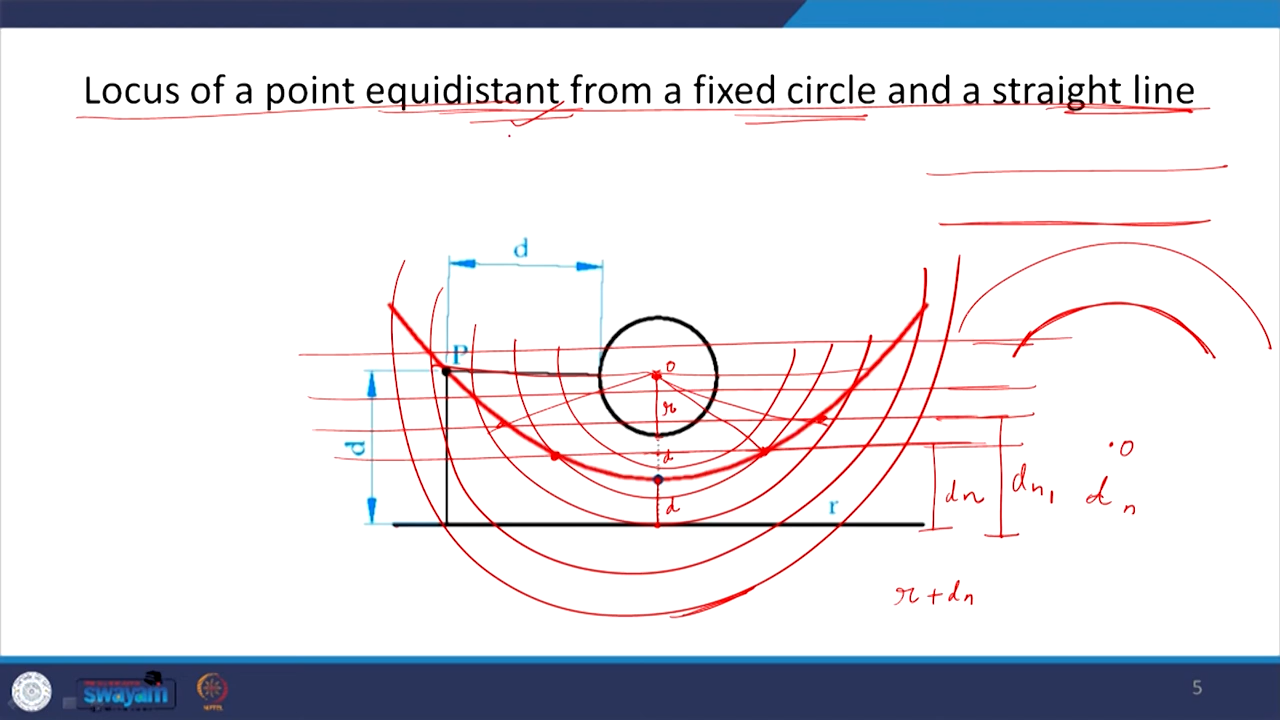 Locus of a point equidistant from a fixed circle and a straight line
d
P
O
r
d
d
d
r
dn
dn1
O
dn
r + dn
swayam
5